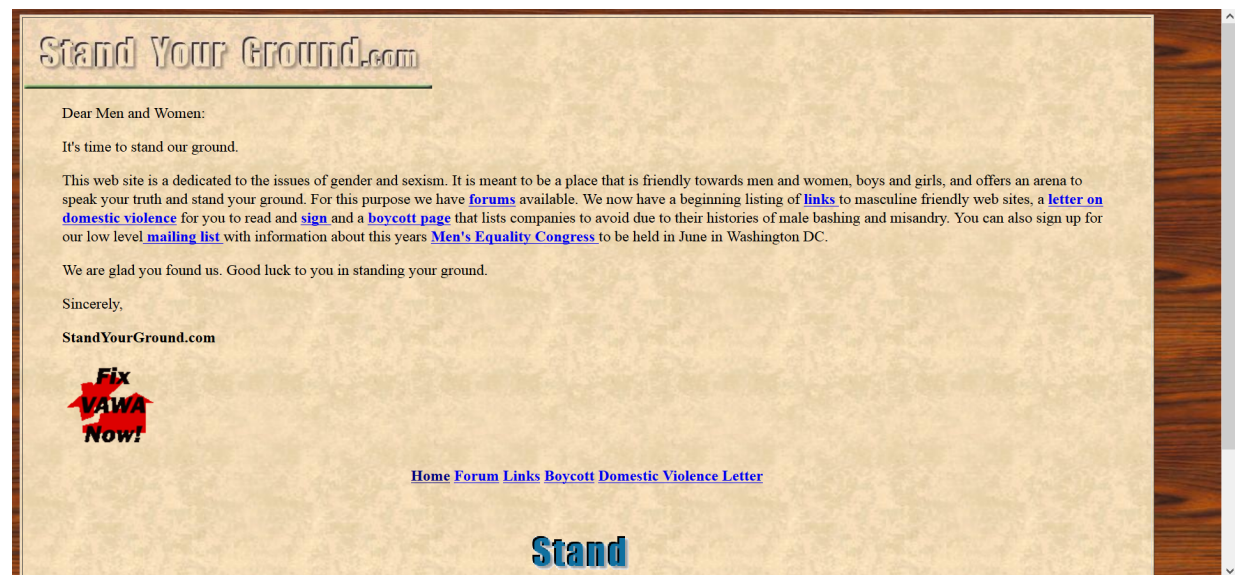 Stand Your Ground.com
Dear Men and Women:
It's time to stand our ground.
This web site is a dedicated to the issues of gender and sexism. It is meant to be a place that is friendly towards men and women, boys and girls, and offers an arena to
speak your truth and stand your ground. For this purpose we have forums available. We now have a beginning listing of links to masculine friendly web sites, a letter on
domestic violence for you to read and sign and a boycott page that lists companies to avoid due to their histories of male bashing and misandry. You can also sign up for
our low level mailing list with information about this years Men's Equality Congress to be held in June in Washington DC.
We are glad you found us. Good luck to you in standing your ground.
Sincerely,
StandYourGround.com
Fix
VAWA
Now!
Home Forum Links Boycott Domestic Violence Letter
Stand